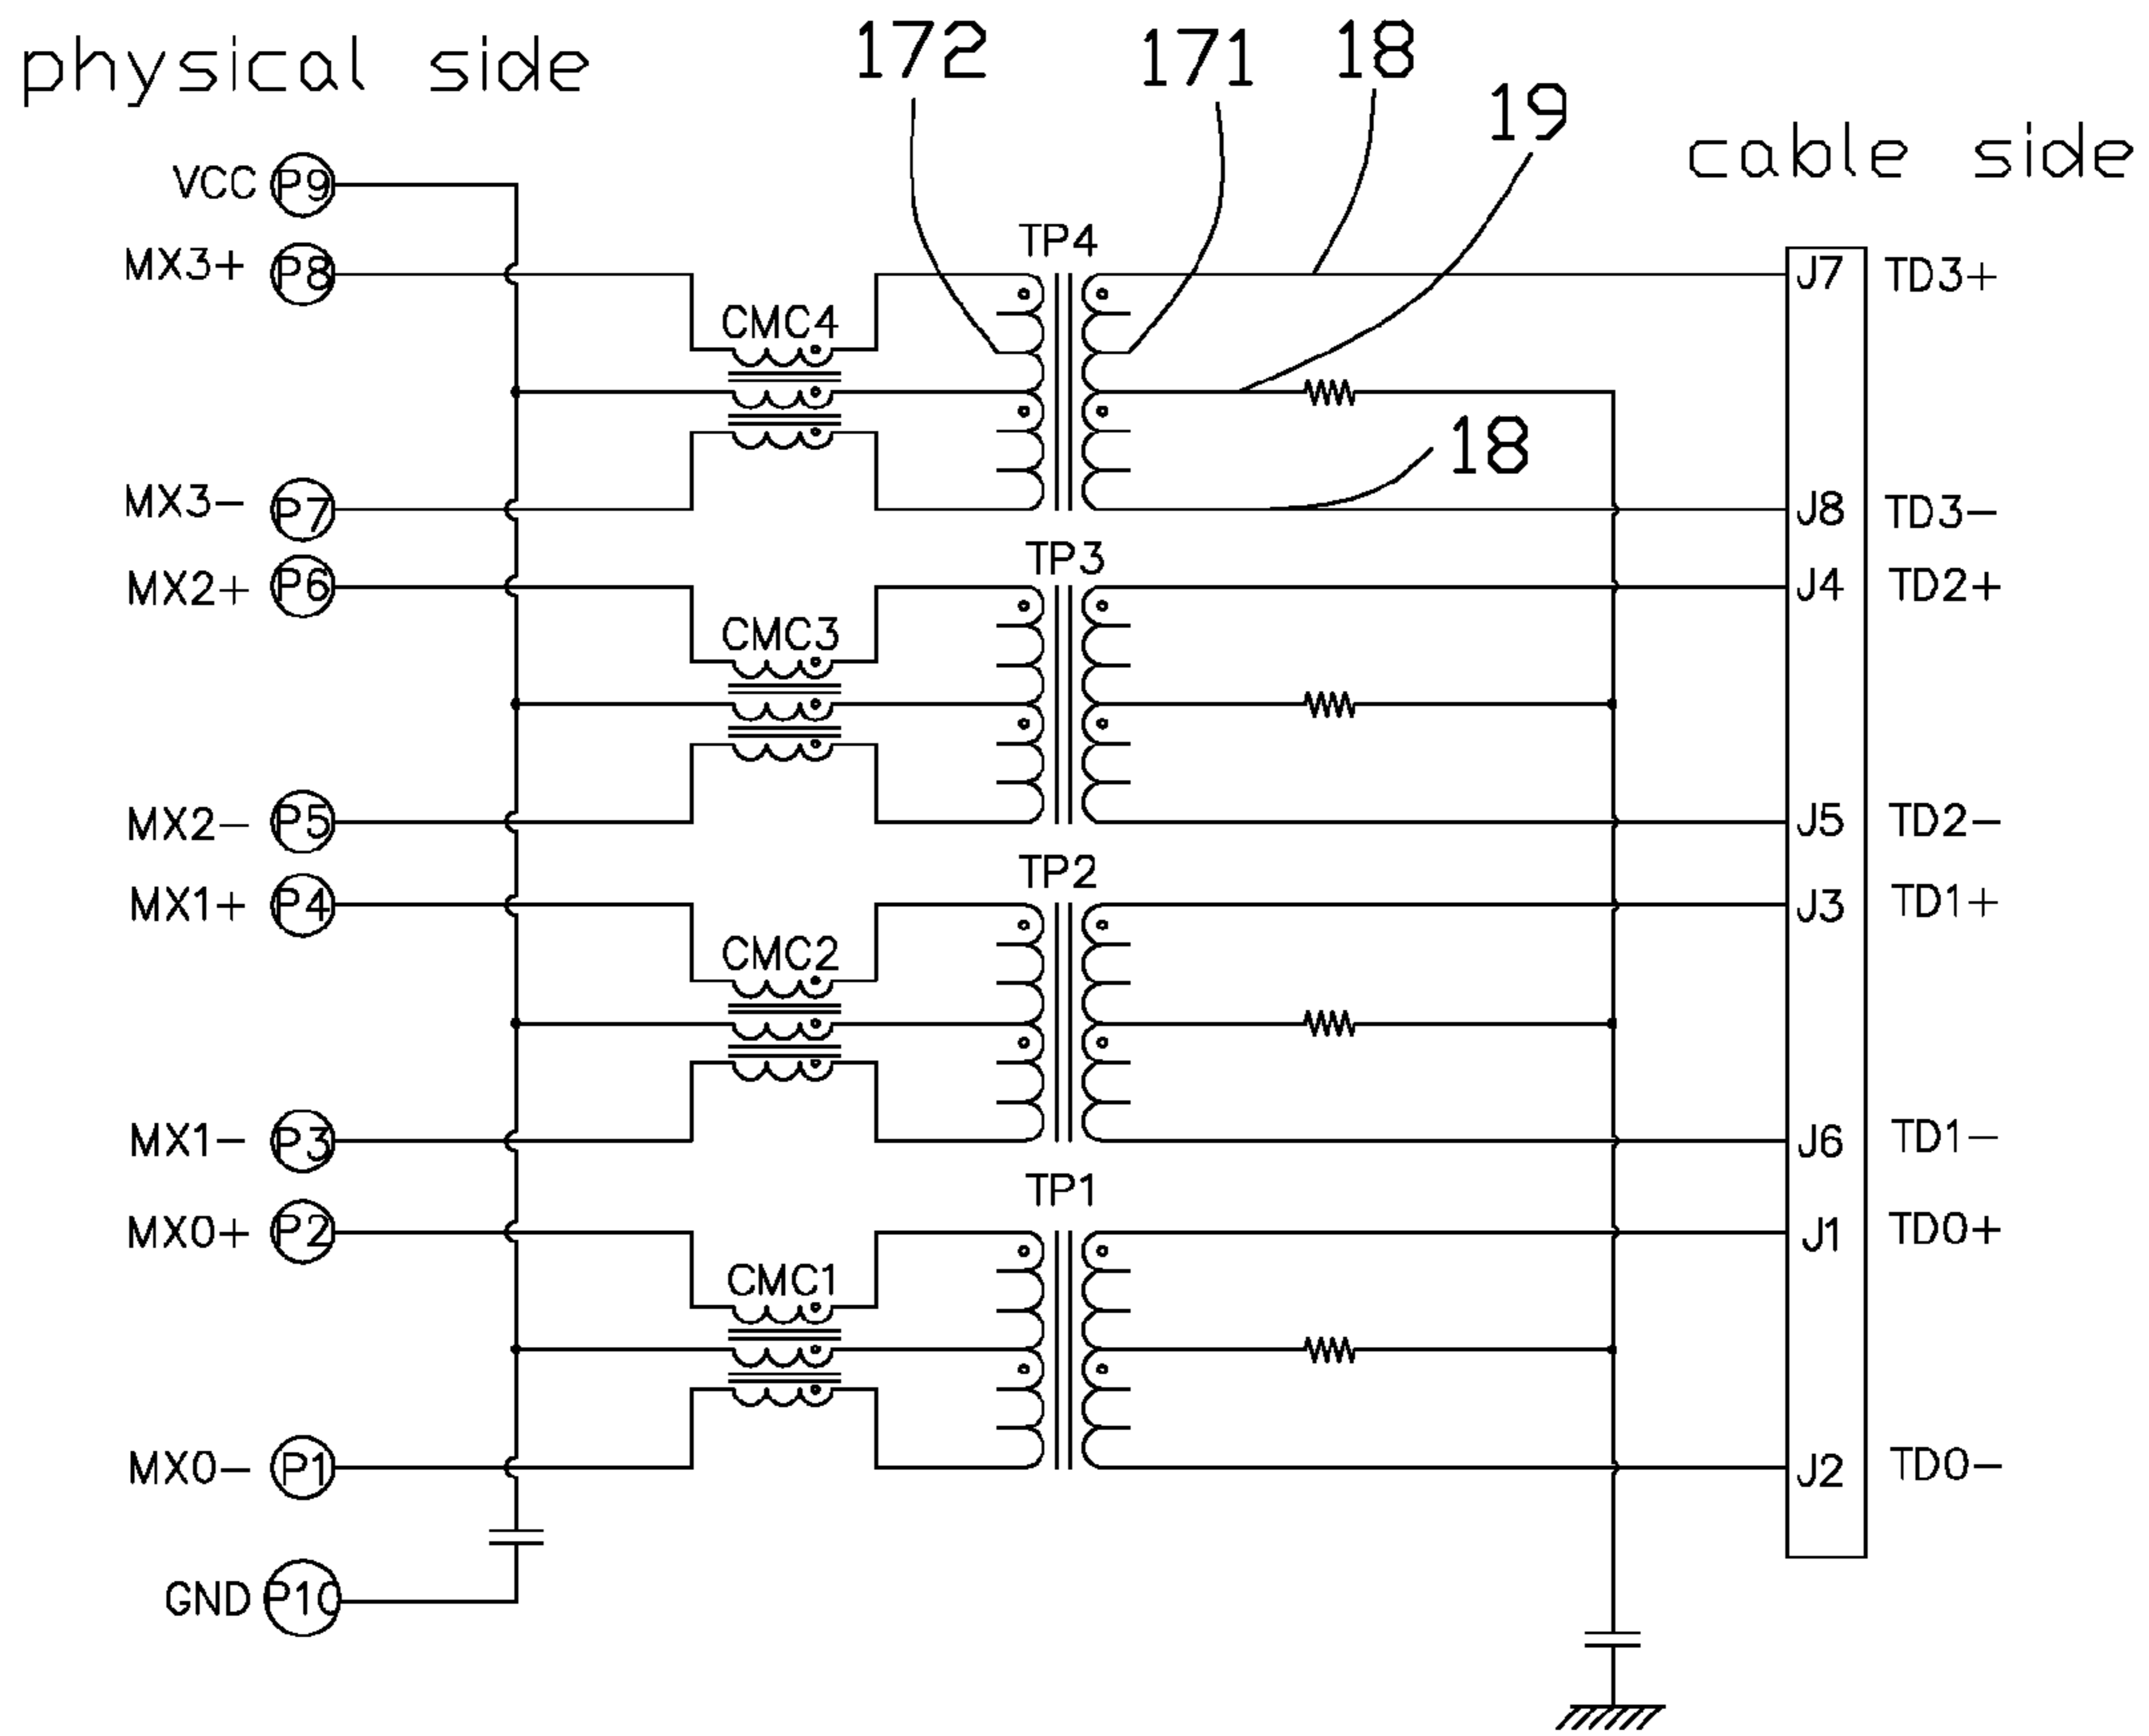 physical side
172
171
18
19
cable side
VCC P9
MX3+ P8
TP4
J7 TD3+
CMC4
18
MX3- P7
J8 TD3-
MX2+ P6
TP3
J4 TD2+
CMC3
MX2- P5
J5 TD2-
MX1+ P4
TP2
J3 TD1+
CMC2
MX1- P3
J6 TD1-
MX0+ P2
TP1
J1 TD0+
CMC1
MX0- P1
J2 TD0-
GND P10